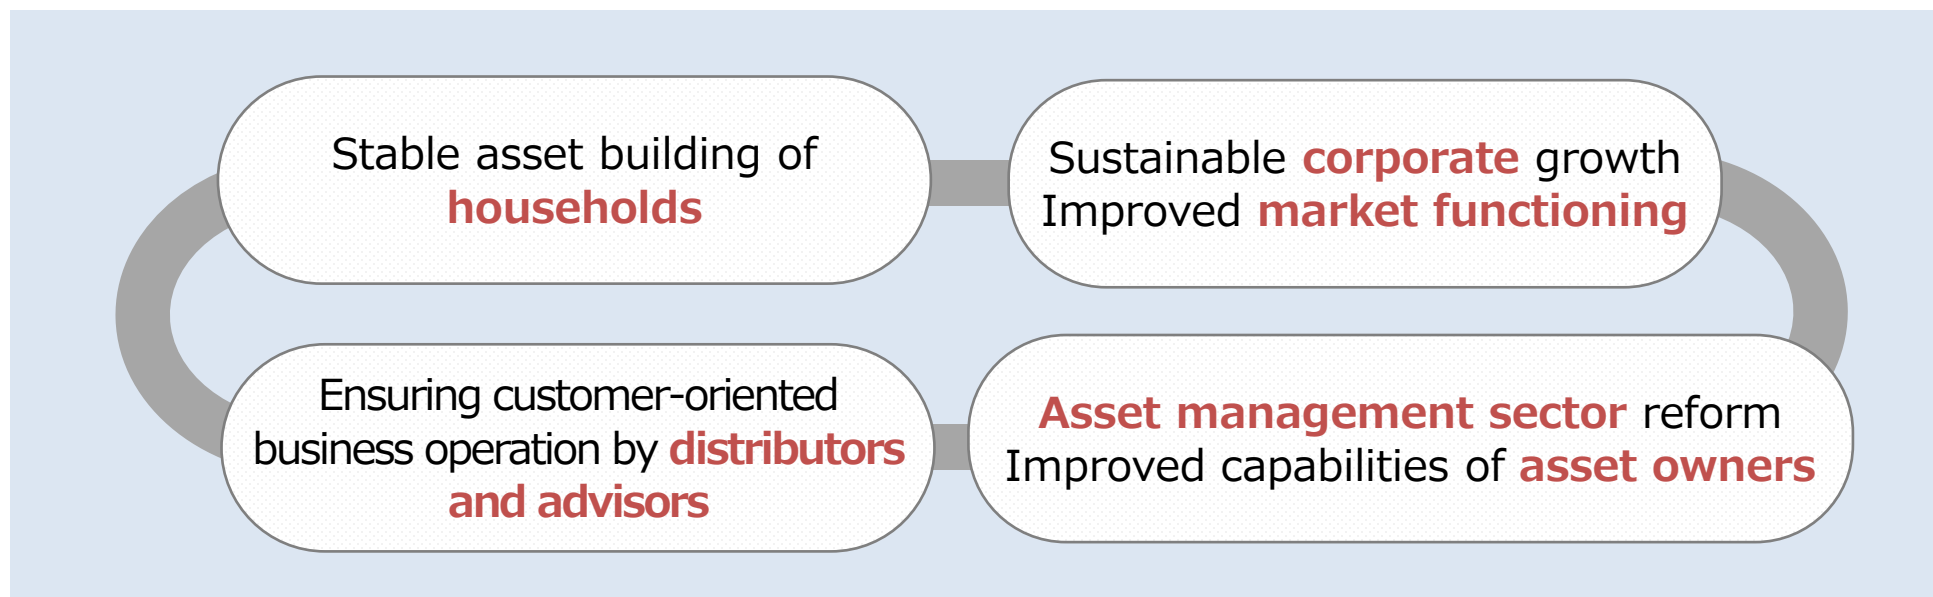 Stable asset building of
households
Sustainable corporate growth
Improved market functioning
Ensuring customer-oriented
business operation by distributors
and advisors
Asset management sector reform
Improved capabilities of asset owners